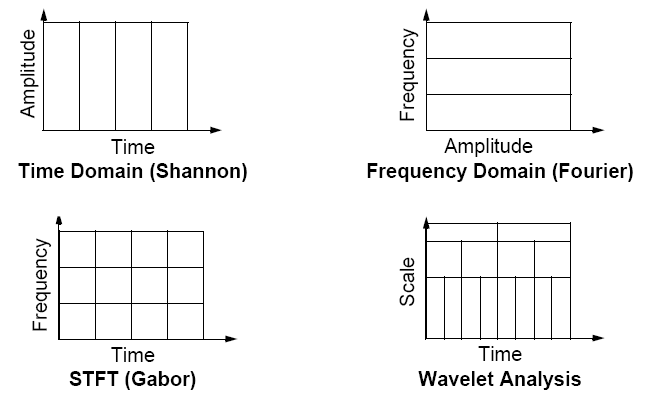 Amplitude
Time
Time Domain (Shannon)
Frequency
Amplitude
Frequency Domain (Fourier)
Frequency
Time
STFT (Gabor)
Scale
Time
Wavelet Analysis